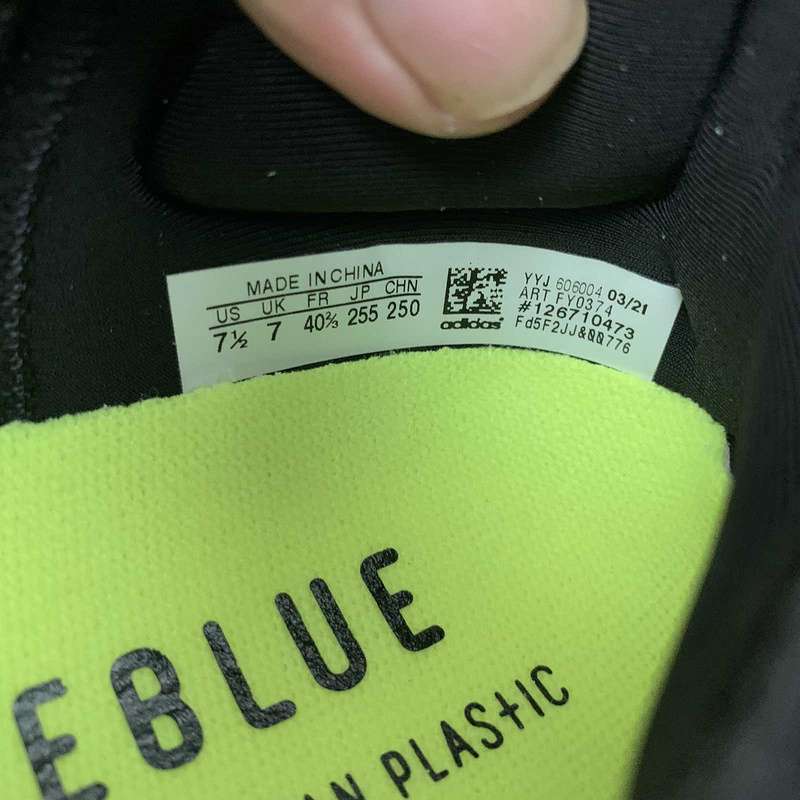 MADE IN CHINA
US UK FR JP CHN
7½ 7 40⅔ 255 250
adidas
YYJ 606004 03/21
ART FY0374
#126710473
Fd5F2JJ&00776
EBLUE
AN PLAStIC